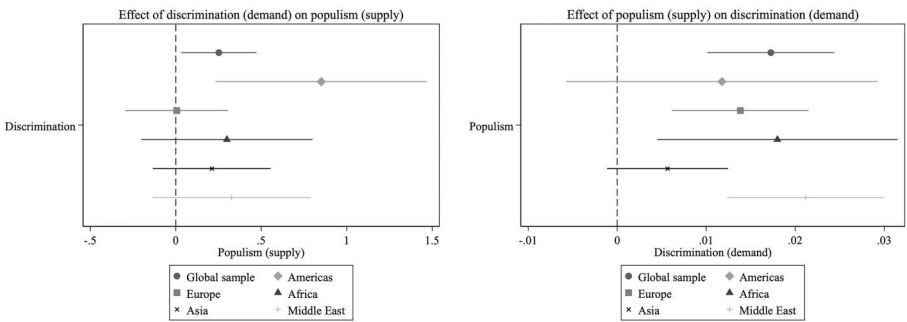 Effect of discrimination (demand) on populism (supply)
Discrimination
-.5 0 .5 1 1.5
Populism (supply)
Global sample Americas
Europe Africa
Asia Middle East
Effect of populism (supply) on discrimination (demand)
Populism
-.01 0 .01 .02 .03
Discrimination (demand)
Global sample Americas
Europe Africa
Asia Middle East